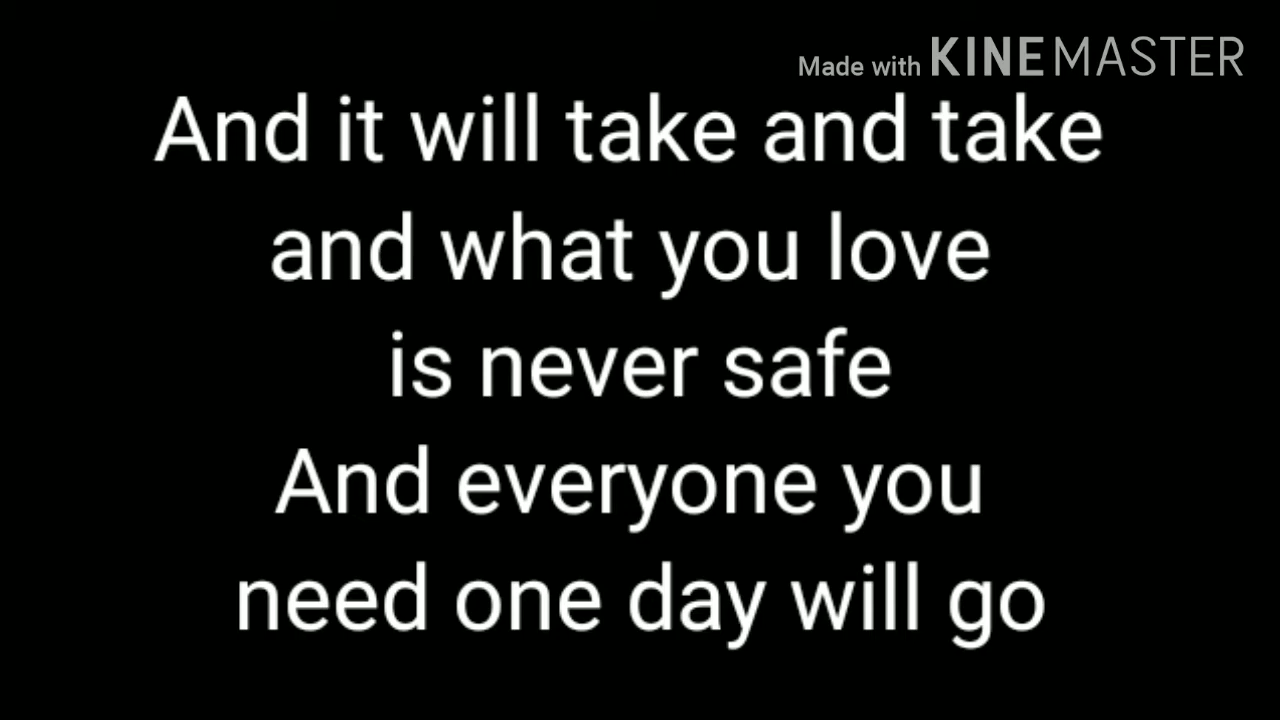 Made with KINEMASTER
And it will take and take
and what you love
is never safe
And everyone you
need one day will go